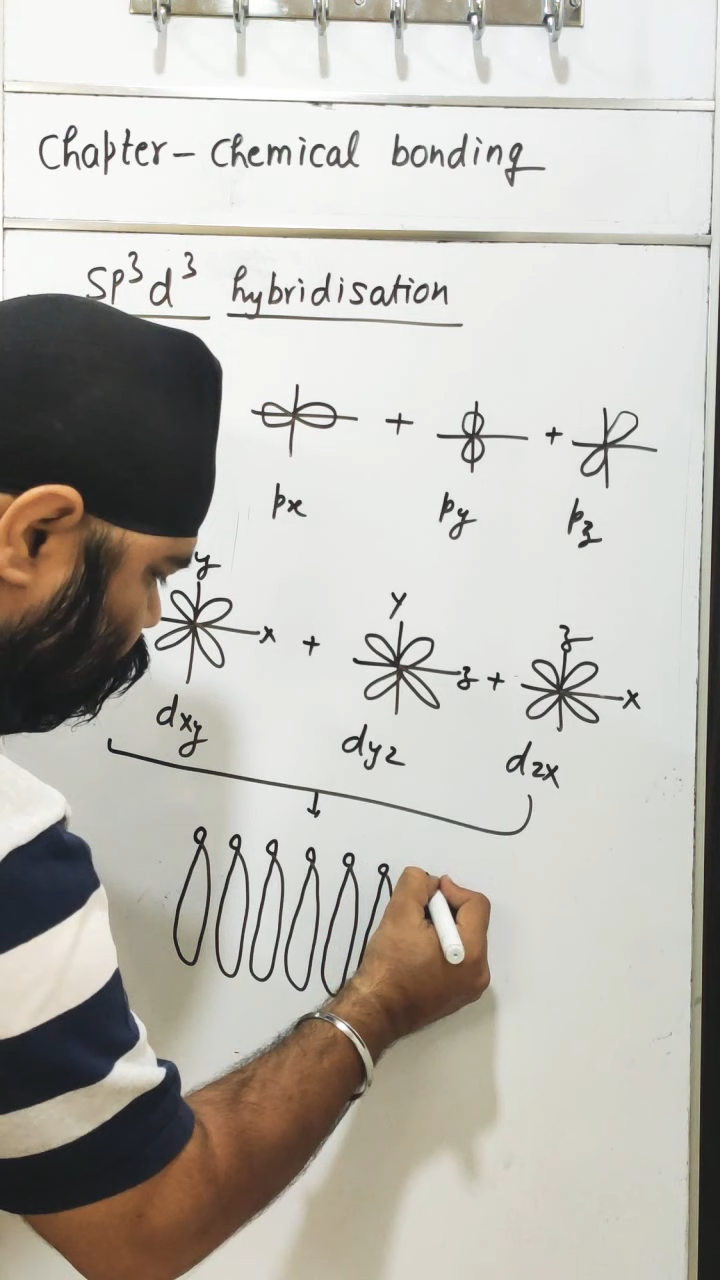 Chapter – Chemical bonding
Sp³d³ hybridisation
+ +
px py pz
y
x + Y z + z x
dxy dyz dzx